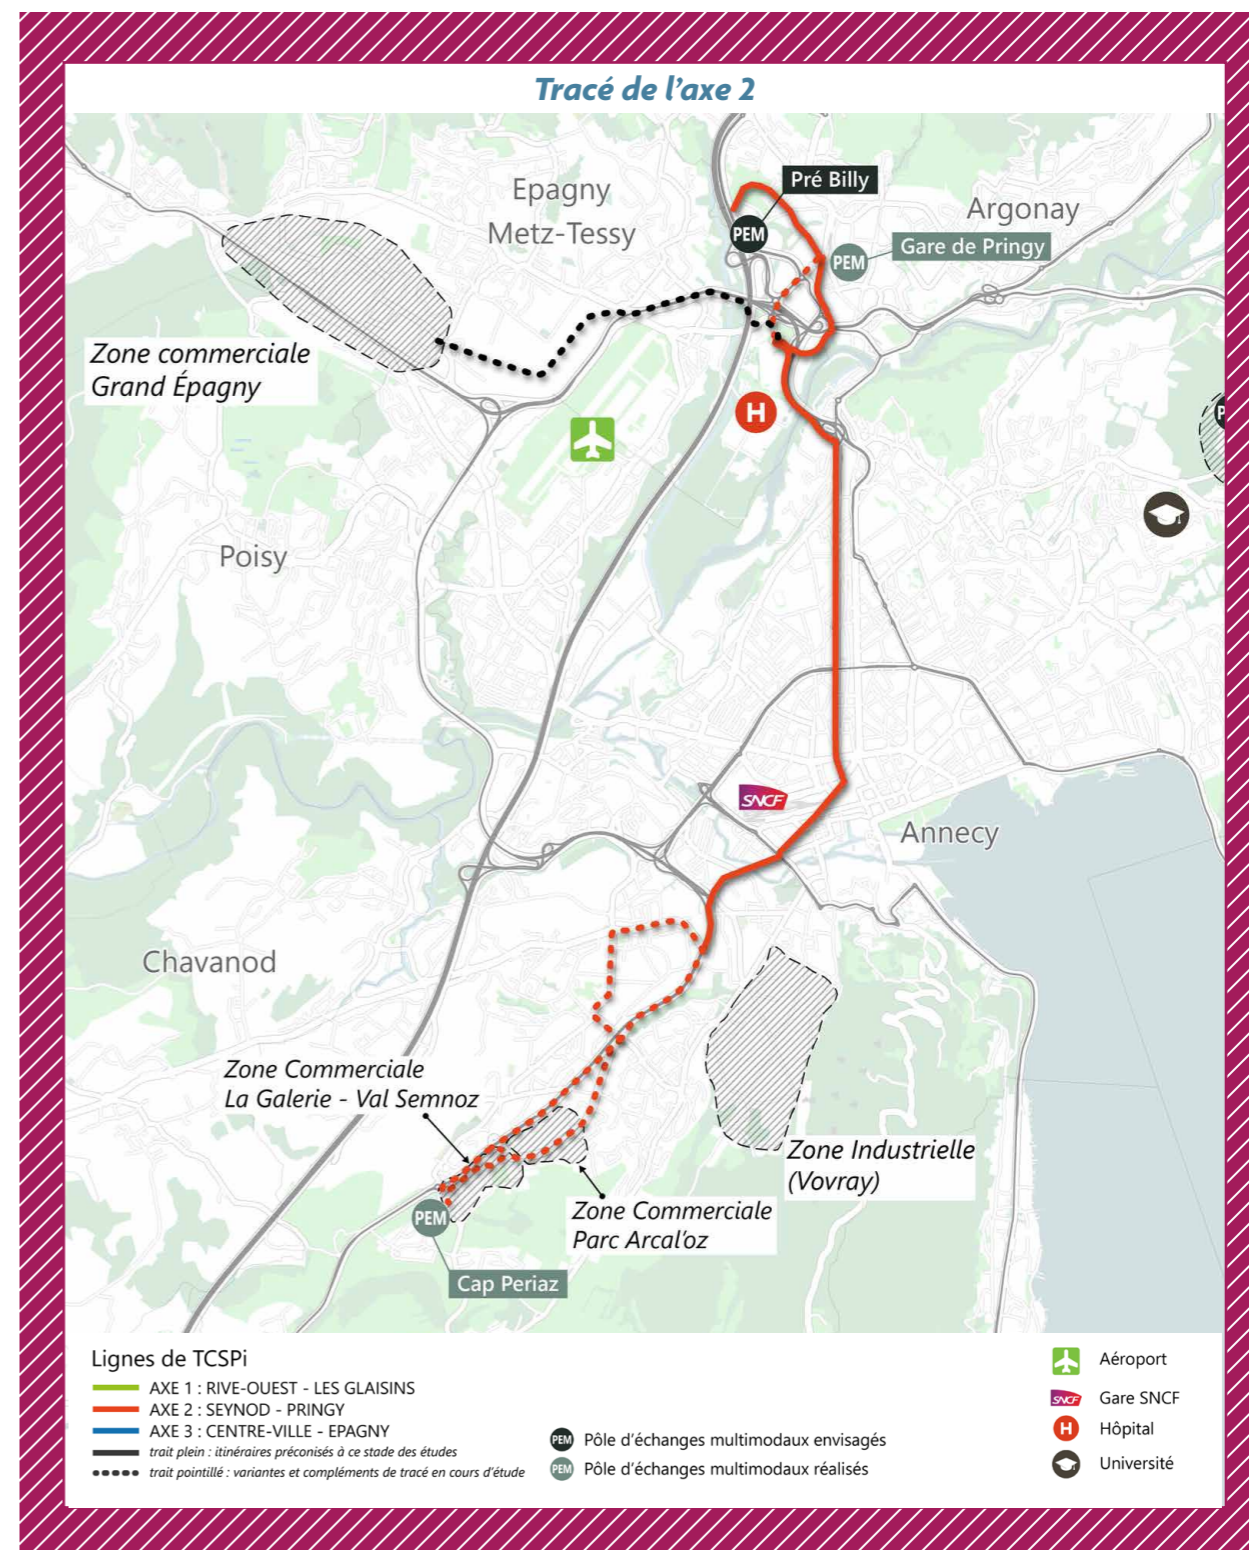 Tracé de l'axe 2
Pré Billy
Epagny
Metz-Tessy
Argonay
PEM
Gare de Pringy
PEM
Zone commerciale
Grand Épagny
H
Poisy
SNCF
Annecy
Chavanod
Zone Commerciale
La Galerie - Val Semnoz
Zone Industrielle
(Vovray)
Zone Commerciale
Parc Arcal'oz
PEM
Cap Periaz
Lignes de TCSPi
AXE 1 : RIVE-OUEST - LES GLAISINS
AXE 2 : SEYNOD - PRINGY
AXE 3 : CENTRE-VILLE - EPAGNY
trait plein : itinéraires préconisés à ce stade des études
trait pointillé : variantes et compléments de tracé en cours d'étude
PEM Pôle d'échanges multimodaux envisagés
PEM Pôle d'échanges multimodaux réalisés
Aéroport
SNCF Gare SNCF
H Hôpital
Université